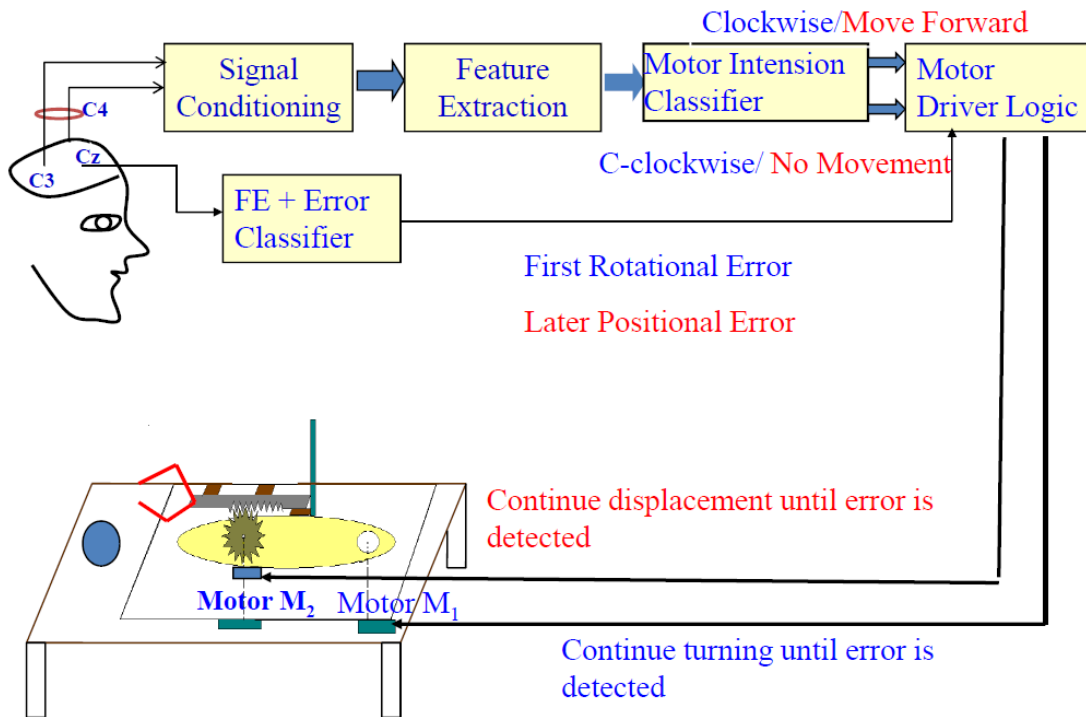 Clockwise/Move Forward
Signal
Conditioning
Feature
Extraction
Motor Intension
Classifier
Motor
Driver Logic
C4
Cz
C3
C-clockwise/ No Movement
FE + Error
Classifier
First Rotational Error
Later Positional Error
Continue displacement until error is
detected
Motor M2
Motor M1
Continue turning until error is
detected